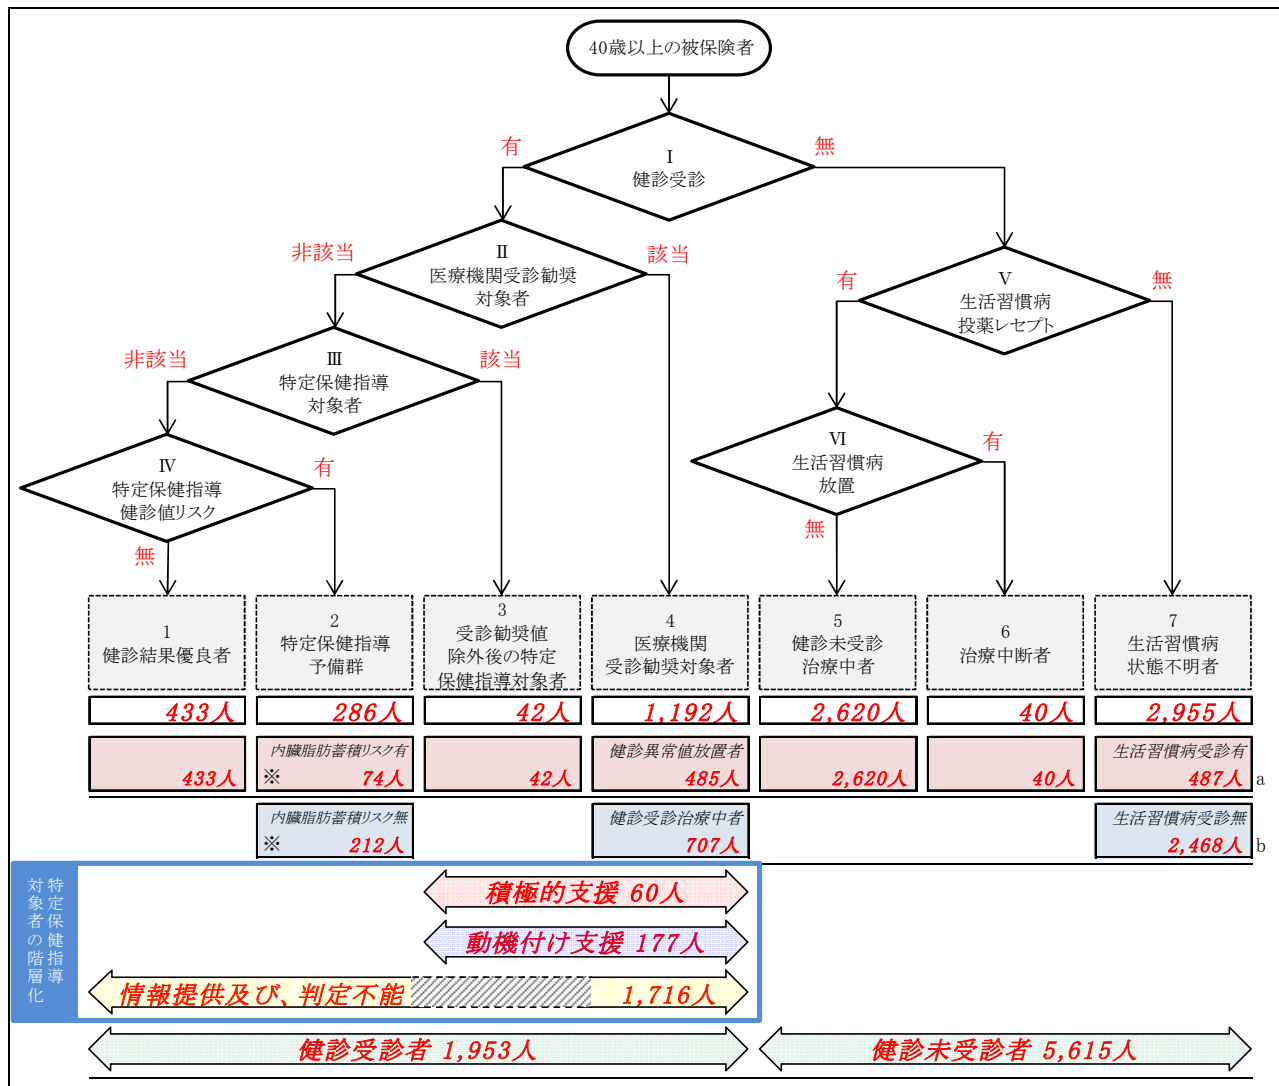 40歳以上の被保険者
有
Ⅰ
健診受診
無
非該当
Ⅱ
医療機関受診勧奨
対象者
該当
有
Ⅴ
生活習慣病
投薬レセプト
無
非該当
Ⅲ
特定保健指導
対象者
該当
Ⅳ
特定保健指導
健診値リスク
有
無
Ⅵ
生活習慣病
放置
有
無
1
健診結果優良者
2
特定保健指導
予備群
3
受診勧奨値
除外後の特定
保健指導対象者
4
医療機関
受診勧奨対象者
5
健診未受診
治療中者
6
治療中断者
7
生活習慣病
状態不明者
433人 286人 42人 1,192人 2,620人 40人 2,955人
内臓脂肪蓄積リスク有 健診異常値放置者 生活習慣病受診有
433人 ※ 74人 42人 485人 2,620人 40人 487人 a
内臓脂肪蓄積リスク無 健診受診治療中者 生活習慣病受診無
※ 212人 707人 2,468人 b
特定保健指導
対象者の階層化
積極的支援 60人
動機付け支援 177人
情報提供及び、判定不能 1,716人
健診受診者 1,953人 健診未受診者 5,615人